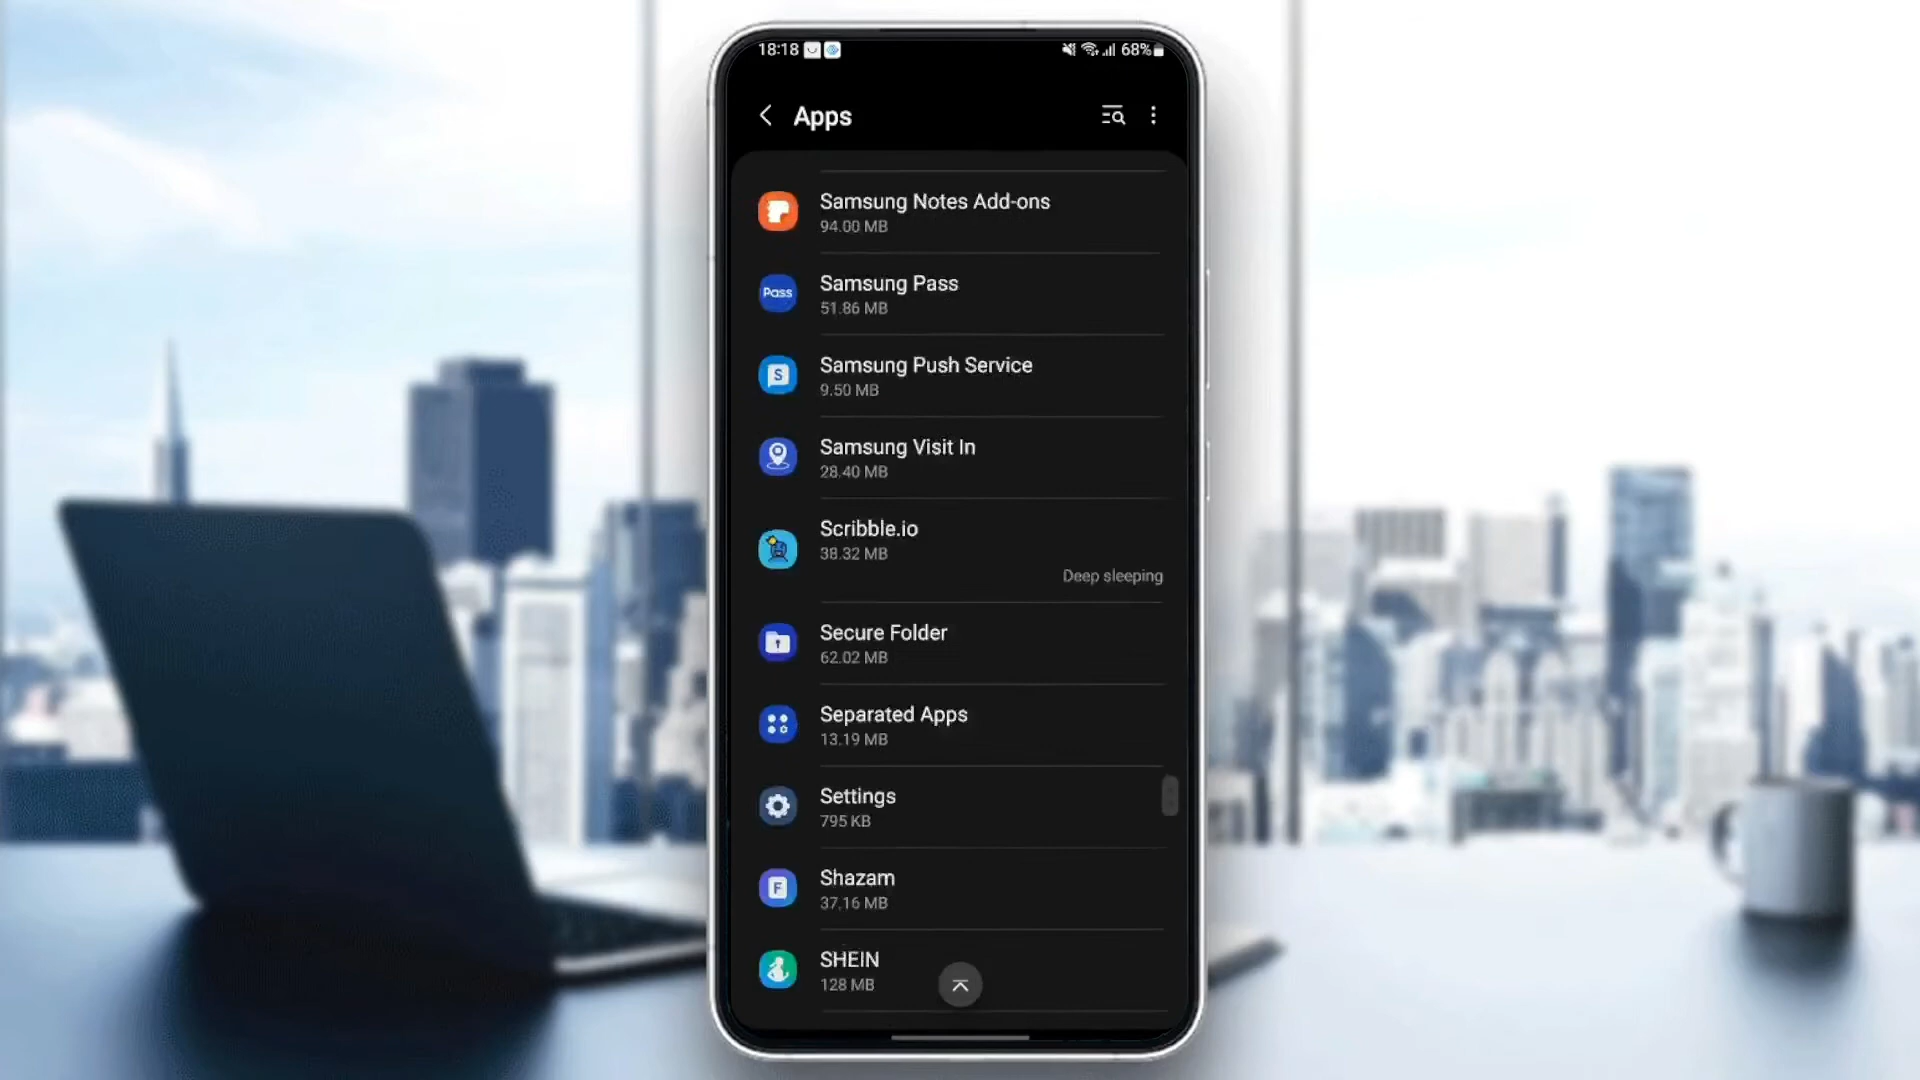 18:18
68%
Apps
Samsung Notes Add-ons
94.00 MB
Pass
Samsung Pass
51.86 MB
S
Samsung Push Service
9.50 MB
Samsung Visit In
28.40 MB
Scribble.io
38.32 MB
Deep sleeping
Secure Folder
62.02 MB
Separated Apps
13.19 MB
Settings
795 KB
F
Shazam
37.16 MB
SHEIN
128 MB